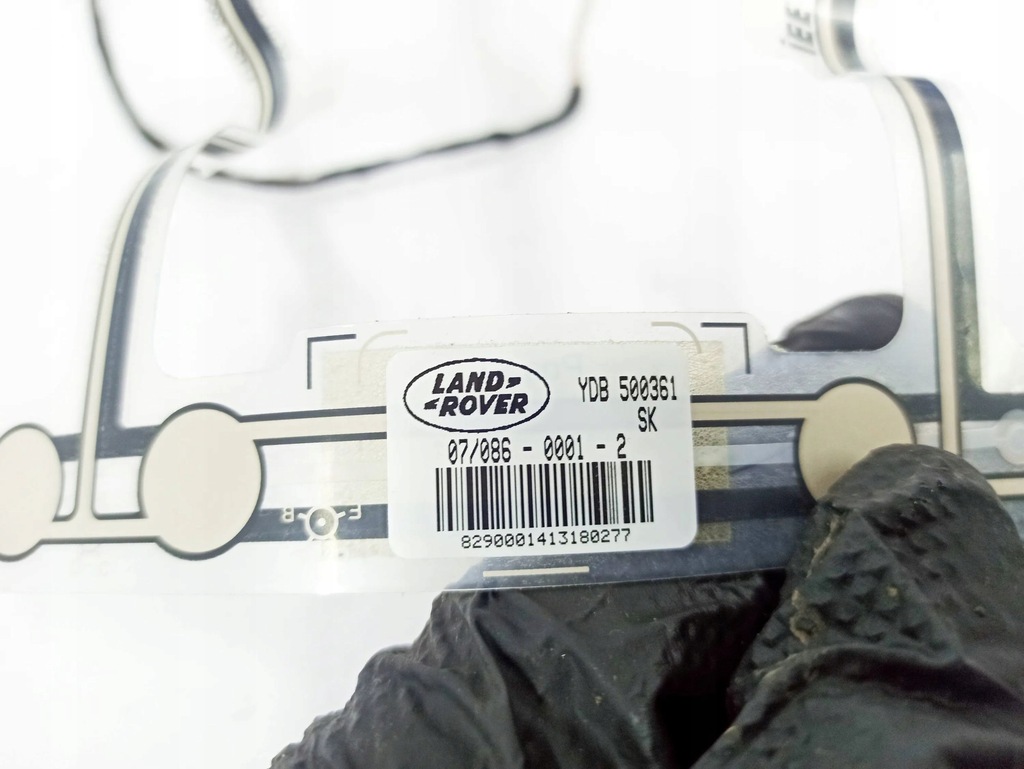 LAND
ROVER
YDB 500361
SK
07/086 - 0001 - 2
8290001413180277
B F